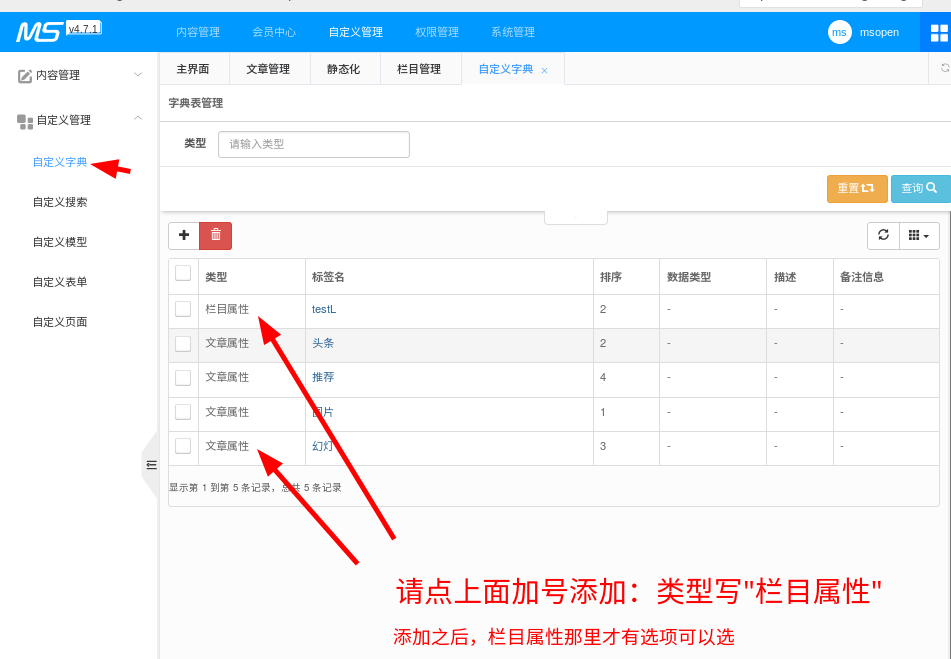 MS v4.7.1 内容管理 会员中心 自定义管理 权限管理 系统管理 ms msopen
内容管理
自定义管理
自定义字典
自定义搜索
自定义模型
自定义表单
自定义页面
主界面 文章管理 静态化 栏目管理 自定义字典 ×
字典表管理
类型 请输入类型
重置 查询
类型 标签名 排序 数据类型 描述 备注信息
栏目属性 testL 2 - - -
文章属性 头条 2 - - -
文章属性 推荐 4 - - -
文章属性 图片 1 - - -
文章属性 幻灯 3 - - -
显示第 1 到第 5 条记录，总共 5 条记录
请点上面加号添加：类型写"栏目属性"
添加之后，栏目属性那里才有选项可以选